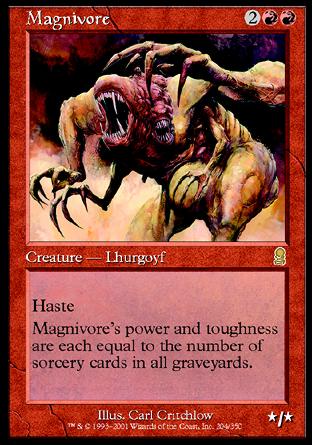 Magnivore 2
Creature — Lhurgoyf
Haste
Magnivore's power and toughness
are each equal to the number of
sorcery cards in all graveyards.
*/*
Illus. Carl Critchlow
™ & © 1993–2001 Wizards of the Coast, Inc. 204/350